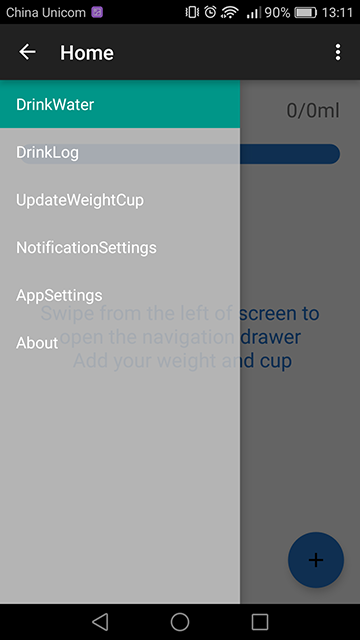 China Unicom 90% 13:11
Home
DrinkWater
0/0ml
DrinkLog
UpdateWeightCup
NotificationSettings
AppSettings
Swipe from the left of screen to
open the navigation drawer
About
Add your weight and cup